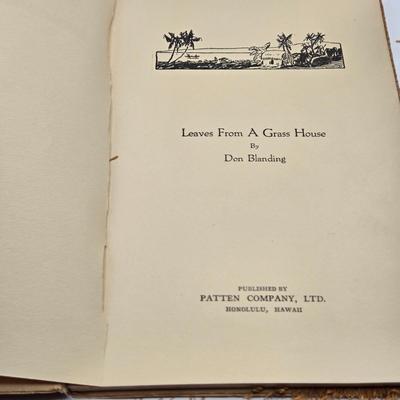 Leaves From A Grass House
By
Don Blanding
PUBLISHED BY
PATTEN COMPANY, LTD.
HONOLULU, HAWAII